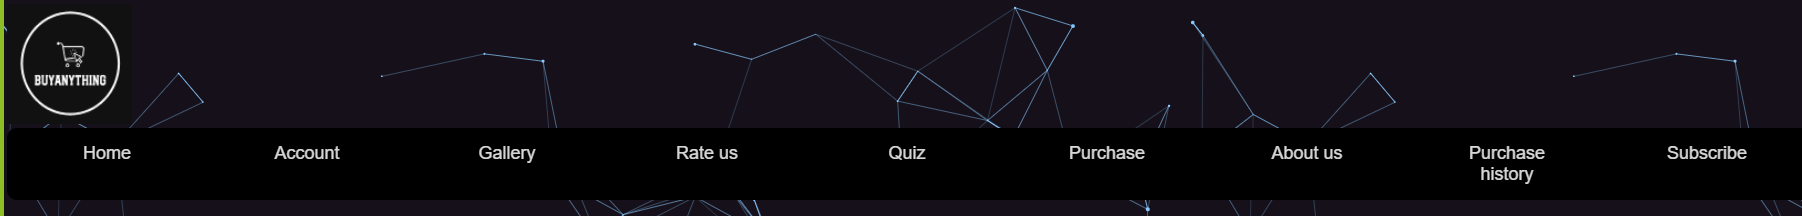 BUYANYTHING
Home
Account
Gallery
Rate us
Quiz
Purchase
About us
Purchase
history
Subscribe